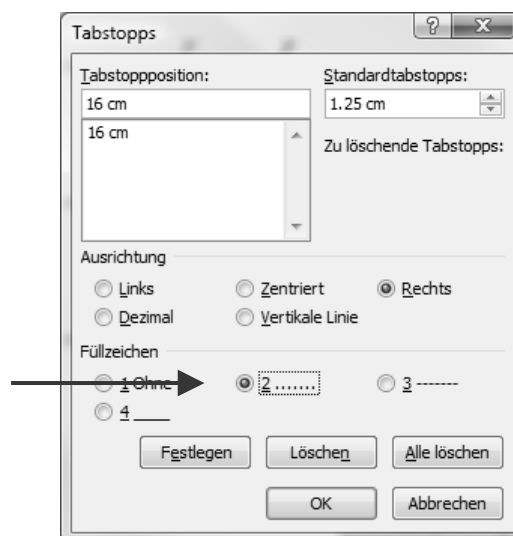 Tabstopps
Tabstoppposition: Standardtabstopps:
16 cm 1.25 cm
16 cm
Zu löschende Tabstopps:
Ausrichtung
Links Zentriert Rechts
Dezimal Vertikale Linie
Füllzeichen
1 Ohne 2 ....... 3 -------
4 ____
Festlegen Löschen Alle löschen
OK Abbrechen